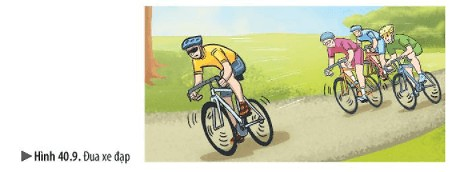 ▶ Hình 40.9. Đua xe đạp